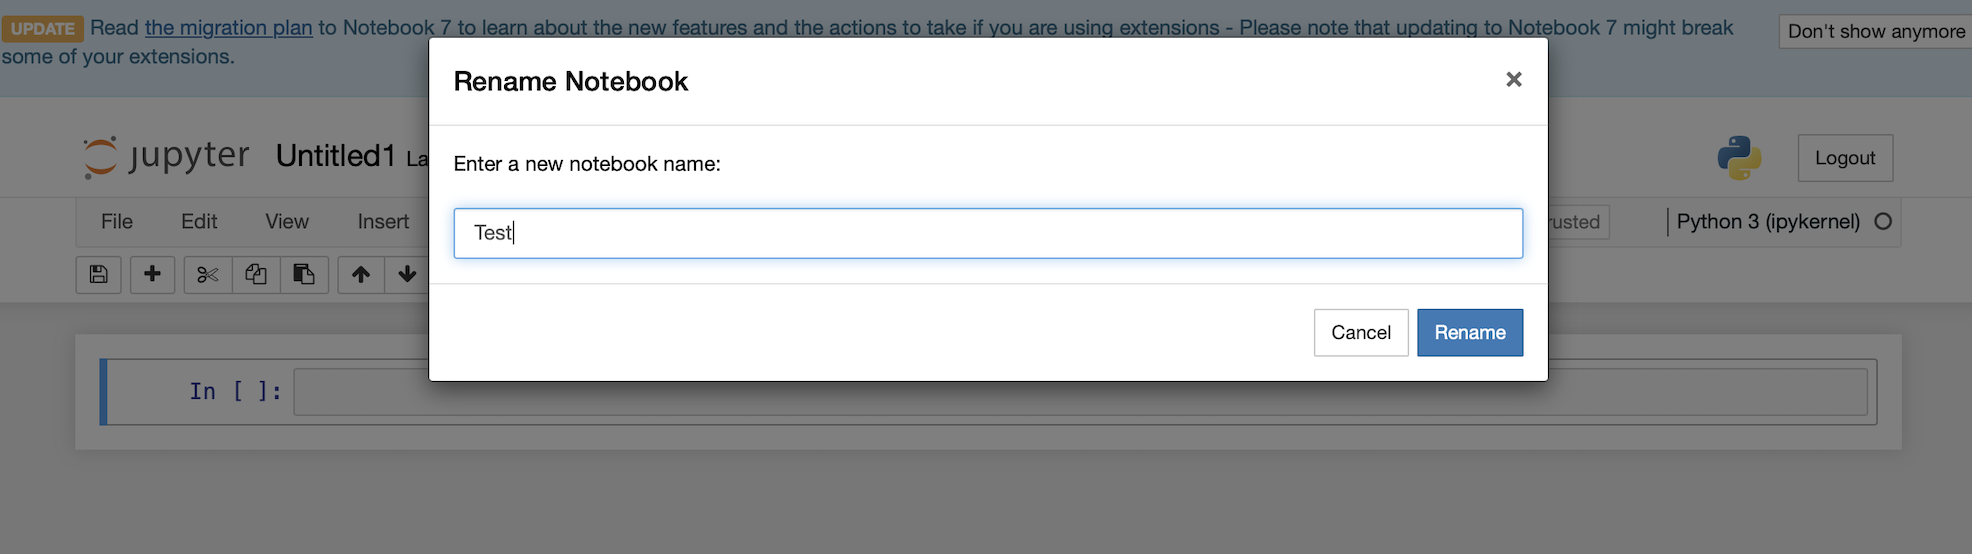 UPDATE Read the migration plan to Notebook 7 to learn about the new features and the actions to take if you are using extensions - Please note that updating to Notebook 7 might break
some of your extensions.
Don't show anymore
Rename Notebook
Enter a new notebook name:
Test
Cancel Rename
jupyter Untitled1
Logout
File Edit View Insert
Python 3 (ipykernel)
In [ ]: